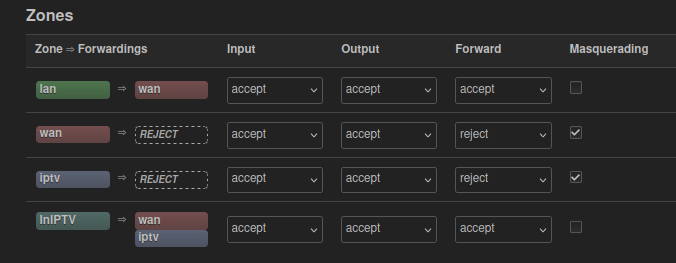 Zones
Zone ⇒ Forwardings Input Output Forward Masquerading
lan ⇒ wan accept accept accept
wan ⇒ REJECT accept accept reject
iptv ⇒ REJECT accept accept reject
InIPTV ⇒ wan accept accept accept
iptv